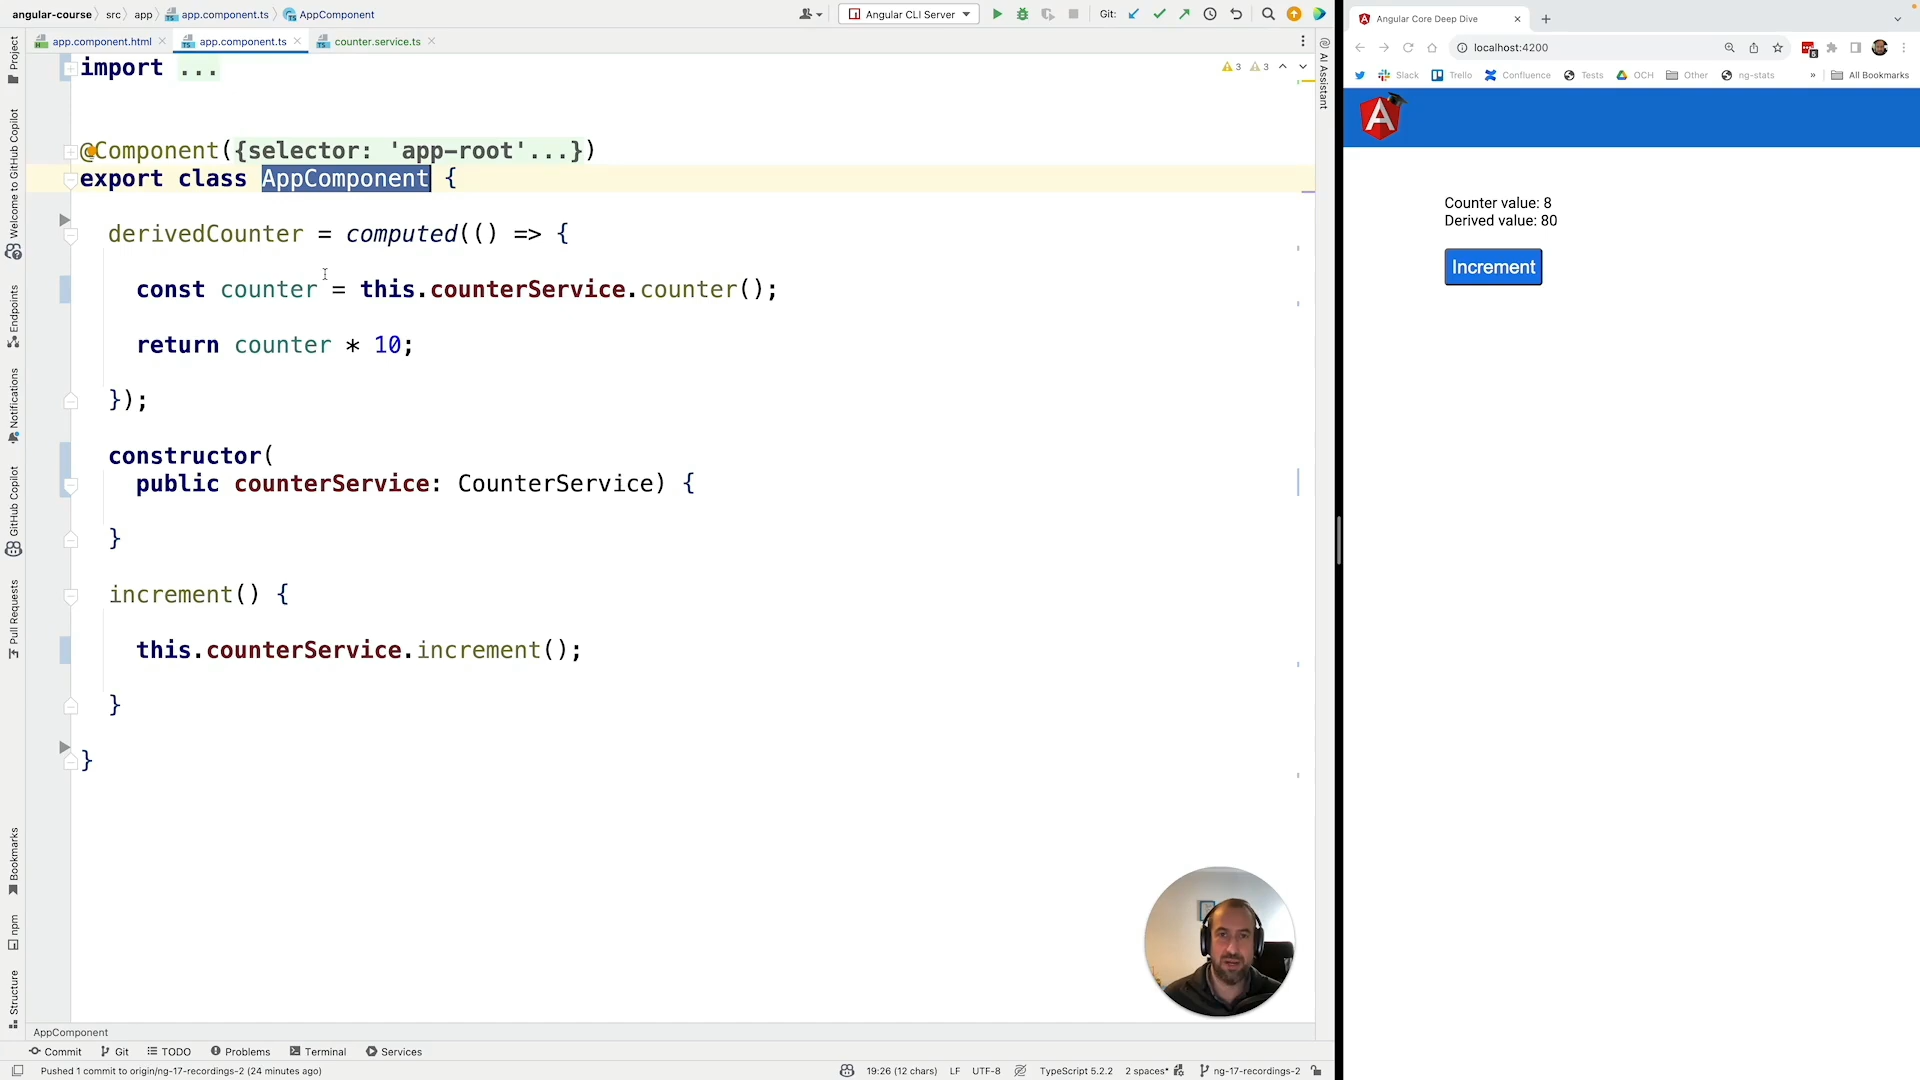 angular-course src app app.component.ts AppComponent
Angular CLI Server
Git:
app.component.html app.component.ts counter.service.ts
import ...
3 3
@Component({selector: 'app-root'...})
export class AppComponent {
derivedCounter = computed(() => {
const counter = this.counterService.counter();
return counter * 10;
});
constructor(
public counterService: CounterService) {
}
increment() {
this.counterService.increment();
}
}
Project
Welcome to GitHub Copilot
Endpoints
Notifications
GitHub Copilot
Pull Requests
Bookmarks
npm
Structure
AI Assistant
AppComponent
Commit Git TODO Problems Terminal Services
Pushed 1 commit to origin/ng-17-recordings-2 (24 minutes ago)
19:26 (12 chars) LF UTF-8 TypeScript 5.2.2 2 spaces* ng-17-recordings-2
Angular Core Deep Dive
localhost:4200
Slack Trello Confluence Tests OCH Other ng-stats » All Bookmarks
A
Counter value: 8
Derived value: 80
Increment